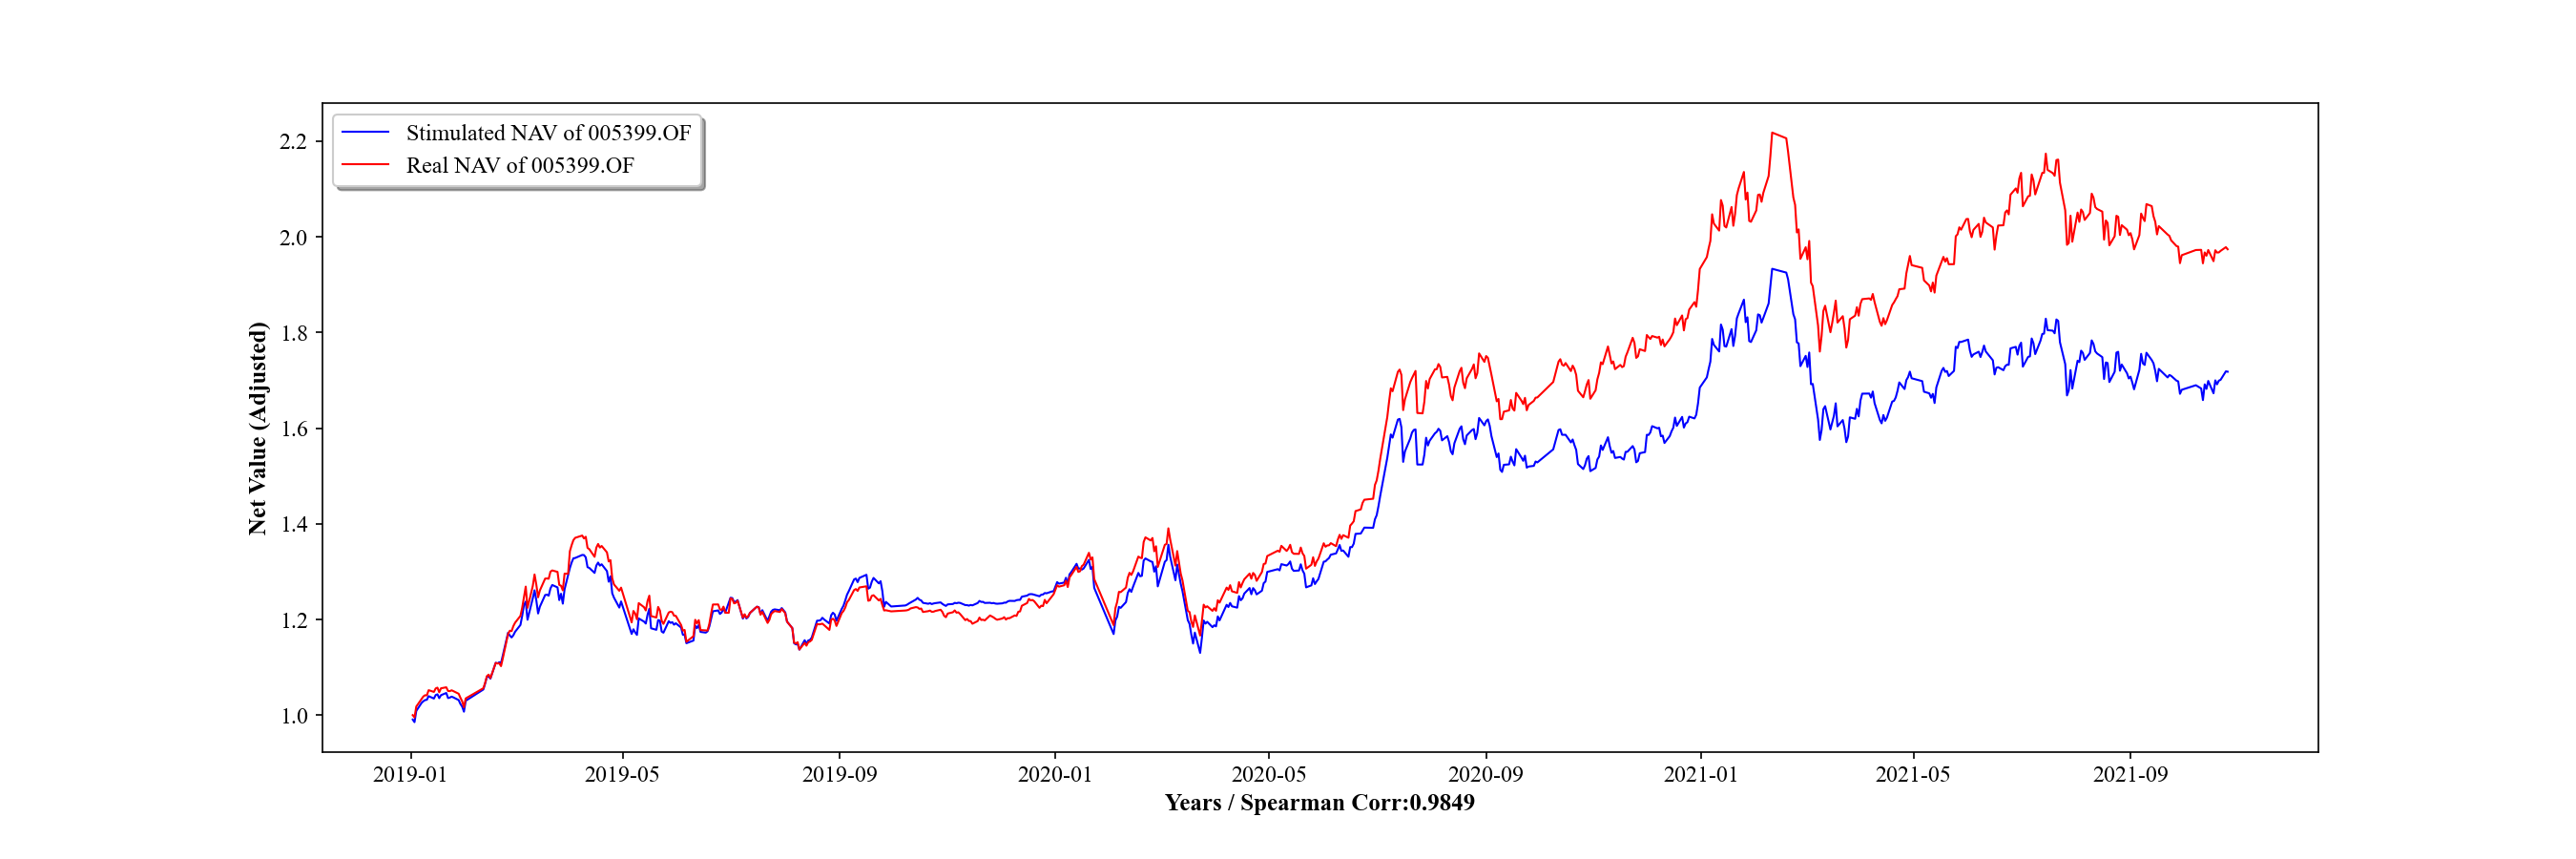 Stimulated NAV of 005399.OF
Real NAV of 005399.OF
Net Value (Adjusted)
2.2
2.0
1.8
1.6
1.4
1.2
1.0
2019-01 2019-05 2019-09 2020-01 2020-05 2020-09 2021-01 2021-05 2021-09
Years / Spearman Corr:0.9849